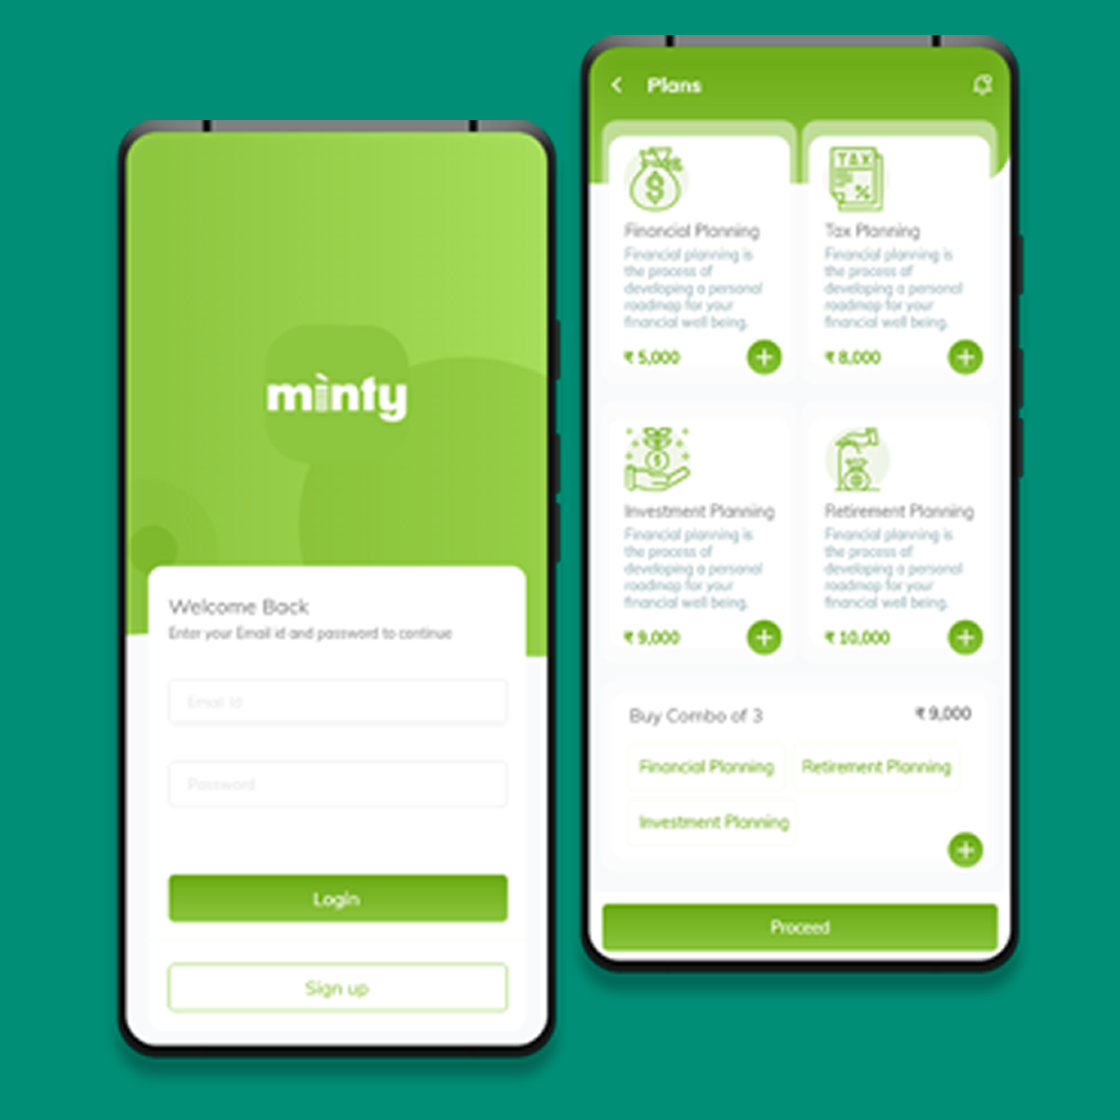 minty
Welcome Back
Enter your Email id and password to continue
Email Id
Password
Login
Sign up
Plans
$
Financial Planning
Financial planning is
the process of
developing a personal
roadmap for your
financial well being.
₹ 5,000
TAX
%
Tax Planning
Financial planning is
the process of
developing a personal
roadmap for your
financial well being.
₹ 8,000
$
Investment Planning
Financial planning is
the process of
developing a personal
roadmap for your
financial well being.
₹ 9,000
Retirement Planning
Financial planning is
the process of
developing a personal
roadmap for your
financial well being.
₹ 10,000
Buy Combo of 3 ₹ 9,000
Financial Planning Retirement Planning
Investment Planning
Proceed